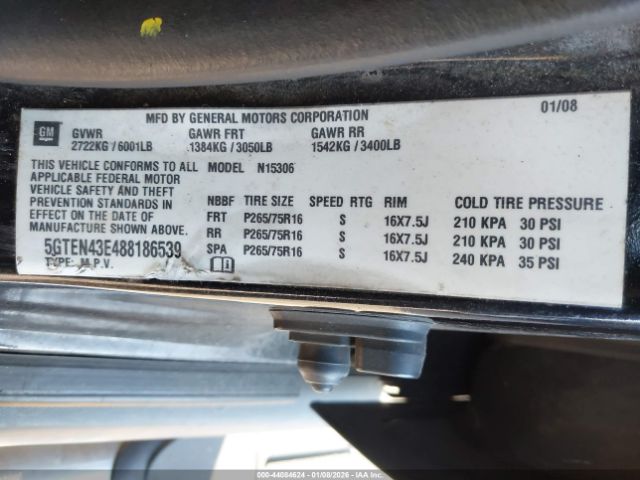 MFD BY GENERAL MOTORS CORPORATION 01/08
GM GVWR GAWR FRT GAWR RR
2722KG / 6001LB 1384KG / 3050LB 1542KG / 3400LB
THIS VEHICLE CONFORMS TO ALL
APPLICABLE FEDERAL MOTOR
VEHICLE SAFETY AND THEFT
PREVENTION STANDARDS IN
EFFECT ON THE DATE OF
MANUFACTURE SHOWN ABOVE.
5GTEN43E488186539
TYPE: M.P.V.
MODEL N15306
NBBF TIRE SIZE SPEED RTG RIM COLD TIRE PRESSURE
FRT P265/75R16 S 16X7.5J 210 KPA 30 PSI
RR P265/75R16 S 16X7.5J 210 KPA 30 PSI
SPA P265/75R16 S 16X7.5J 240 KPA 35 PSI
000-44084624 - 01/08/2026 - IAAHDCVA02